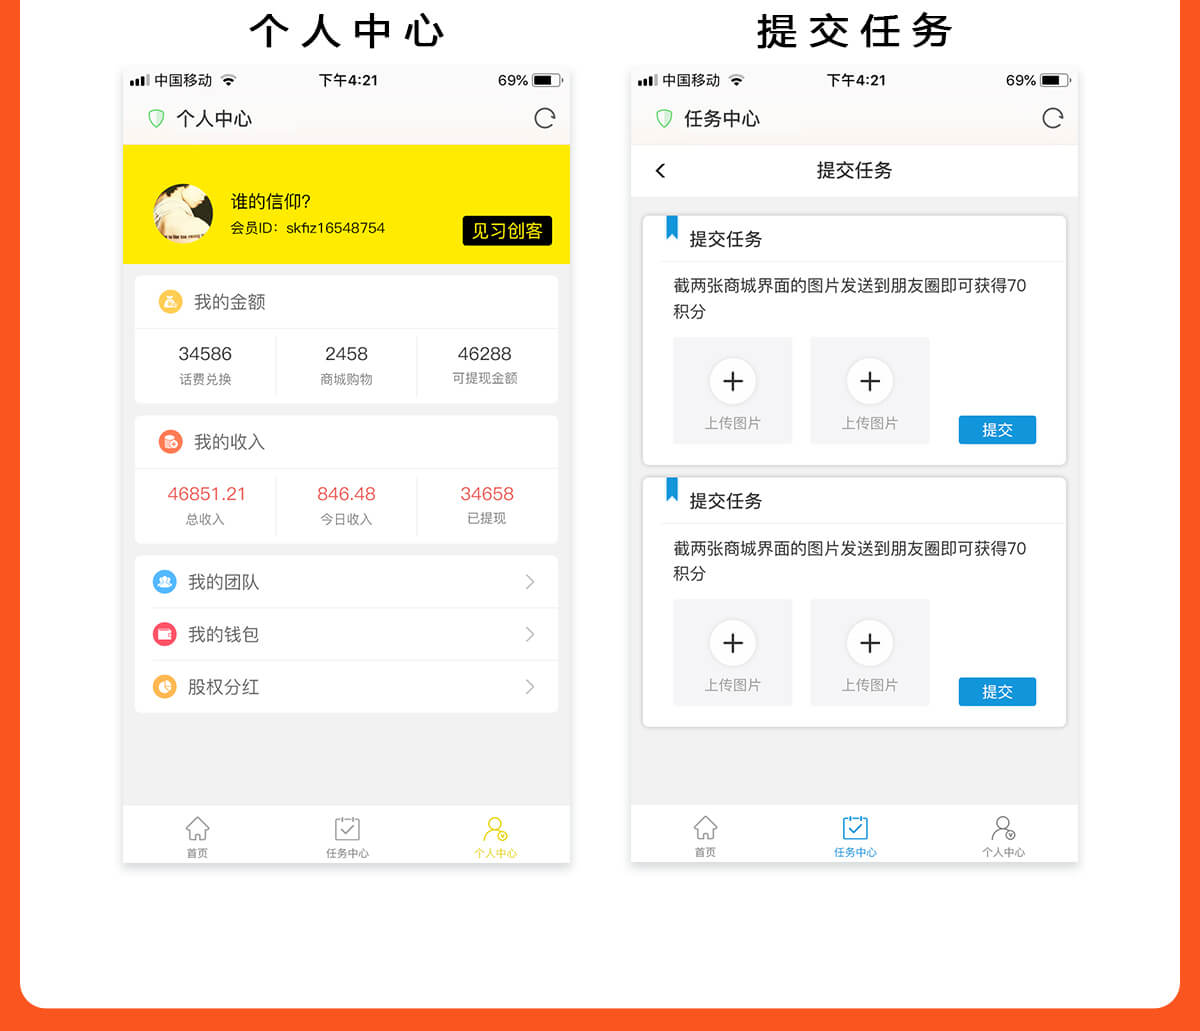 个人中心
中国移动 下午4:21 69%
个人中心
谁的信仰?
会员ID: skfiz16548754
见习创客
我的金额
34586 2458 46288
话费兑换 商城购物 可提现金额
我的收入
46851.21 846.48 34658
总收入 今日收入 已提现
我的团队
我的钱包
股权分红
首页 任务中心 个人中心
提交任务
中国移动 下午4:21 69%
任务中心
提交任务
提交任务
截两张商城界面的图片发送到朋友圈即可获得70
积分
上传图片 上传图片
提交
提交任务
截两张商城界面的图片发送到朋友圈即可获得70
积分
上传图片 上传图片
提交
首页 任务中心 个人中心